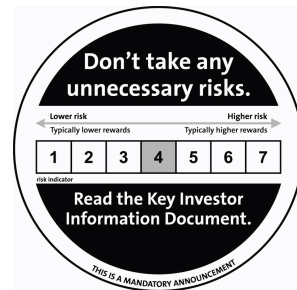 Don't take any
unnecessary risks.
Lower risk Higher risk
Typically lower rewards Typically higher rewards
1 2 3 4 5 6 7
risk indicator
Read the Key Investor
Information Document.
THIS IS A MANDATORY ANNOUNCEMENT